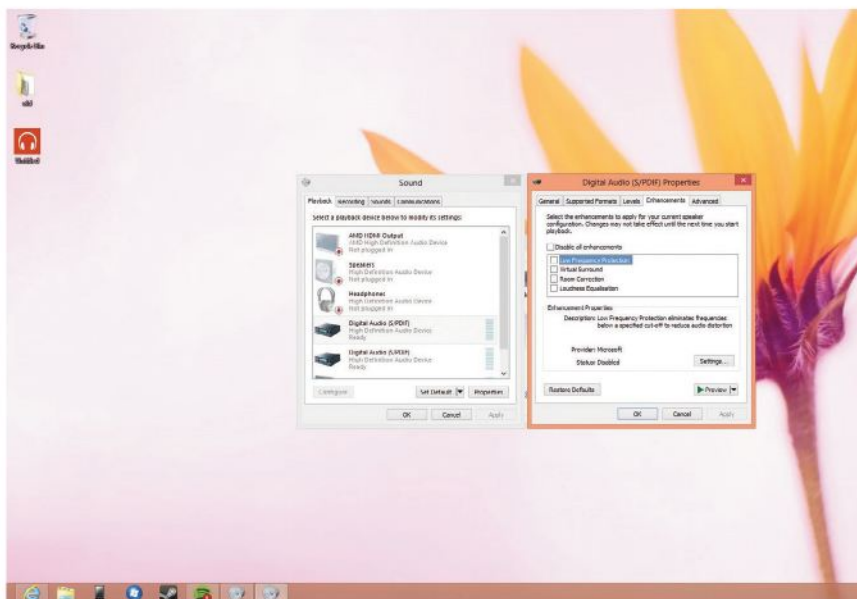 Recycle Bin
Untitled
Sound
Playback Recording Sounds Communications
Select a playback device below to modify its settings:
AMD HDMI Output
AMD High Definition Audio Device
Not plugged in
Speakers
High Definition Audio Device
Not plugged in
Headphones
High Definition Audio Device
Not plugged in
Digital Audio (S/PDIF)
High Definition Audio Device
Ready
Digital Audio (S/PDIF)
High Definition Audio Device
Ready
Configure Set Default Properties
OK Cancel Apply
Digital Audio (S/PDIF) Properties
General Supported Formats Levels Enhancements Advanced
Select the enhancements to apply for your current speaker
configuration. Changes may not take effect until the next time you start
playback.
Disable all enhancements
Low Frequency Protection
Virtual Surround
Room Correction
Loudness Equalisation
Enhancement Properties
Description: Low Frequency Protection eliminates frequencies
below a specified cut-off to reduce audio distortion
Provider: Microsoft
Status: Disabled Settings...
Restore Defaults Preview
OK Cancel Apply